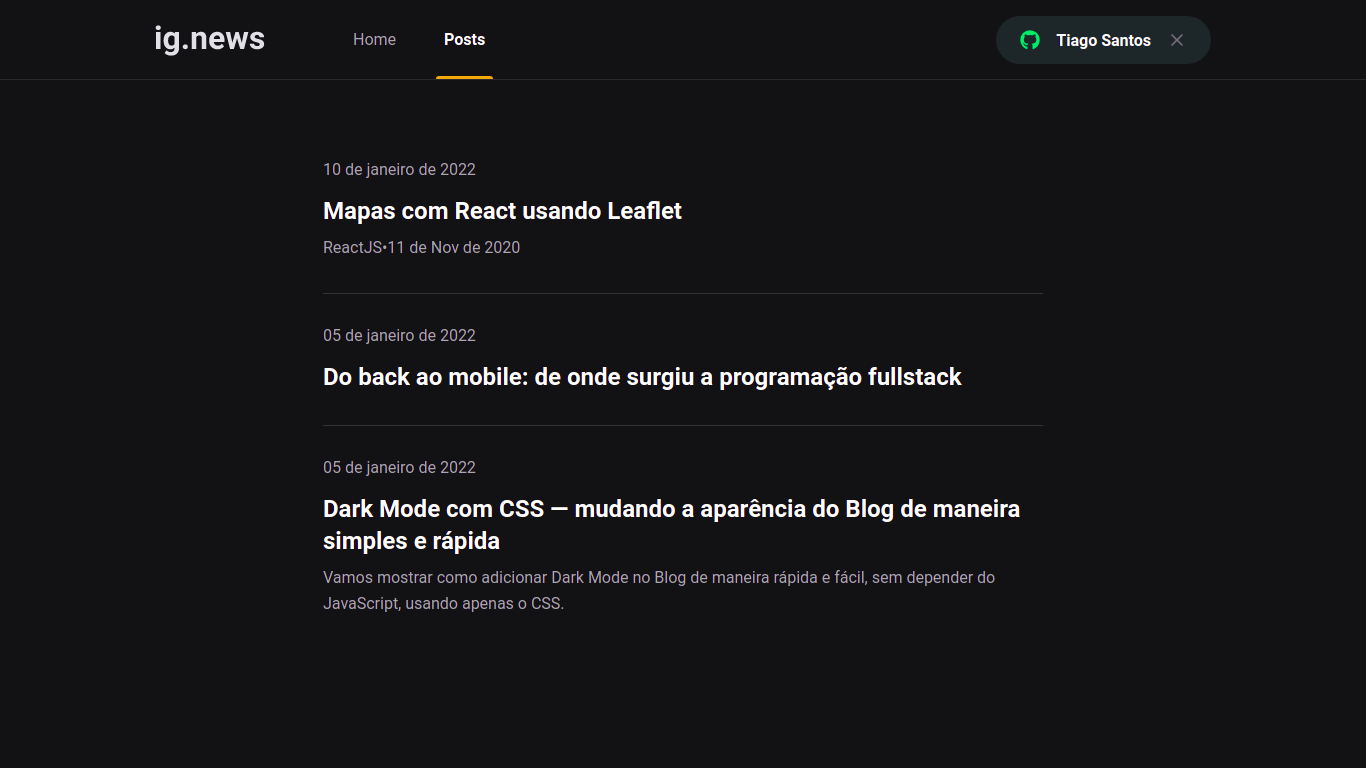 ig.news
Home
Posts
Tiago Santos
10 de janeiro de 2022
Mapas com React usando Leaflet
ReactJS•11 de Nov de 2020
05 de janeiro de 2022
Do back ao mobile: de onde surgiu a programação fullstack
05 de janeiro de 2022
Dark Mode com CSS — mudando a aparência do Blog de maneira
simples e rápida
Vamos mostrar como adicionar Dark Mode no Blog de maneira rápida e fácil, sem depender do
JavaScript, usando apenas o CSS.